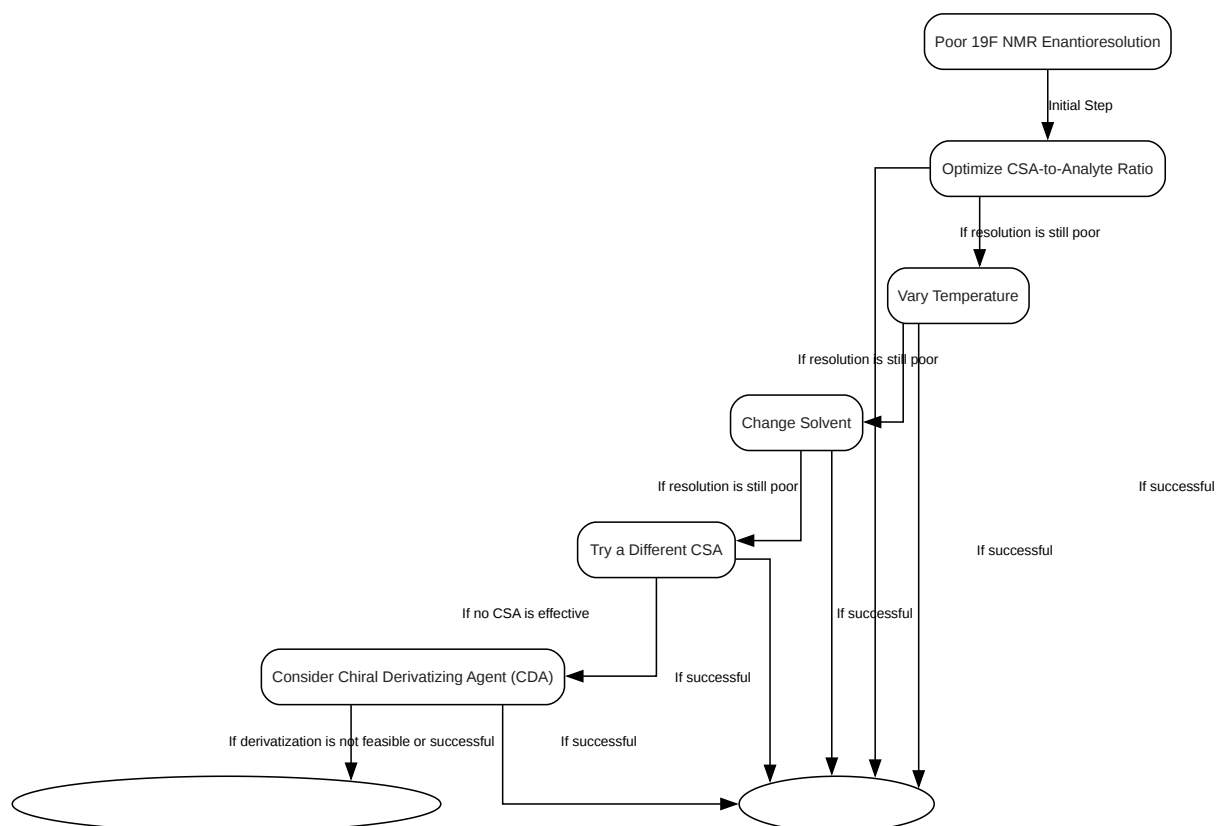 Poor 19F NMR Enantioresolution
Initial Step
Optimize CSA-to-Analyte Ratio
If resolution is still poor
Vary Temperature
If resolution is still poor
Change Solvent
If resolution is still poor
If successful
Try a Different CSA
If successful
If no CSA is effective
If successful
Consider Chiral Derivatizing Agent (CDA)
If successful
If derivatization is not feasible or successful
If successful